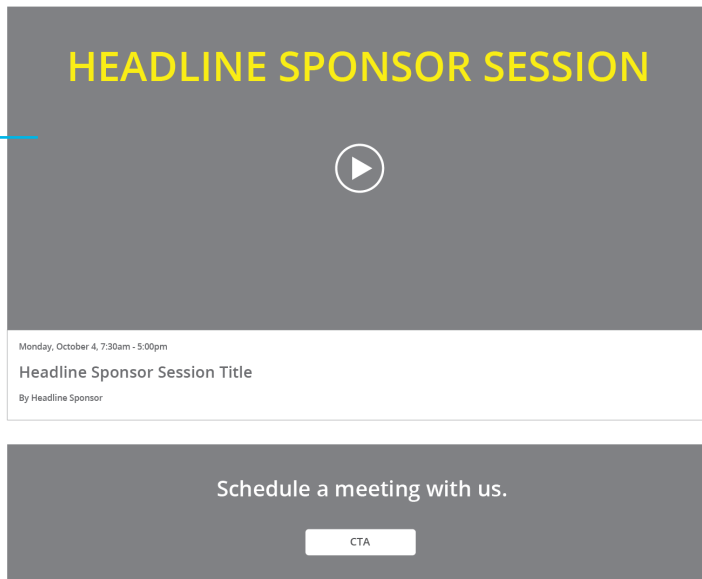 HEADLINE SPONSOR SESSION
Monday, October 4, 7:30am - 5:00pm
Headline Sponsor Session Title
By Headline Sponsor
Schedule a meeting with us.
CTA